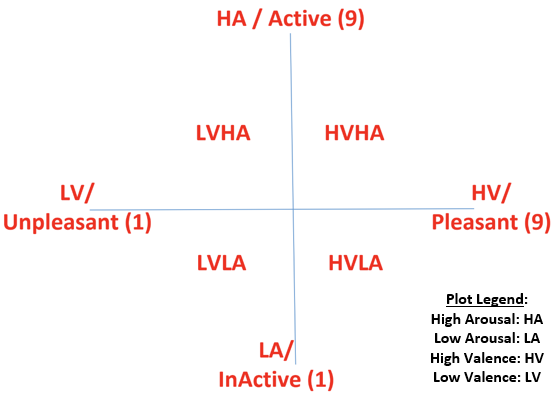 HA / Active (9)
LVHA
HVHA
LV/
Unpleasant (1)
HV/
Pleasant (9)
LVLA
HVLA
LA/
InActive (1)
Plot Legend:
High Arousal: HA
Low Arousal: LA
High Valence: HV
Low Valence: LV